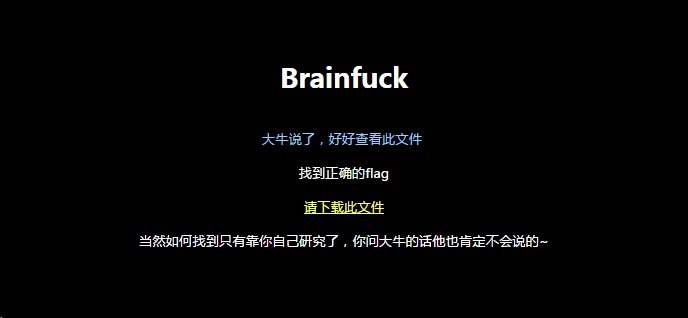 Brainfuck
大牛说了，好好查看此文件
找到正确的flag
请下载此文件
当然如何找到只有靠你自己研究了，你问大牛的话他也肯定不会说的~